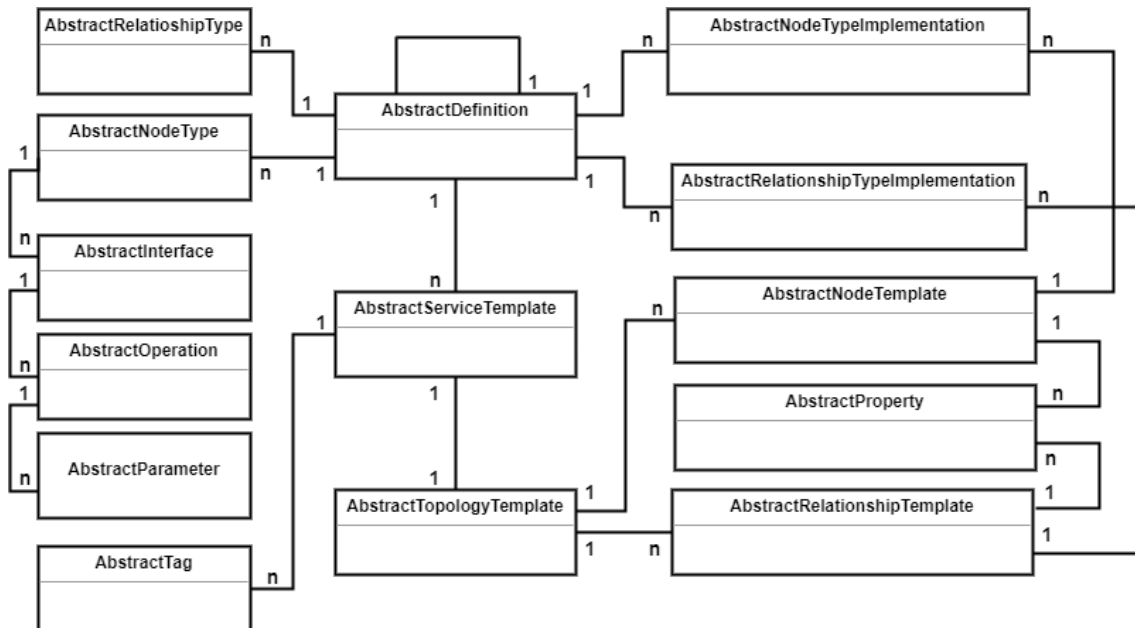 AbstractRelatioshipType
n
1
AbstractNodeType
n
1
1
n
AbstractInterface
1
n
AbstractOperation
1
n
AbstractParameter
AbstractTag
n
1
AbstractDefinition
1
1
1
1
n
AbstractServiceTemplate
1
1
AbstractTopologyTemplate
1
1
AbstractNodeTypeImplementation
n
n
AbstractRelationshipTypeImplementation
n
n
AbstractNodeTemplate
n
1
1
AbstractProperty
n
n
AbstractRelationshipTemplate
n
1
1